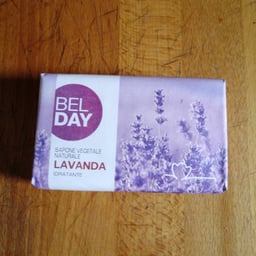 BEL
DAY
SAPONE VEGETALE
NATURALE
LAVANDA
IDRATANTE